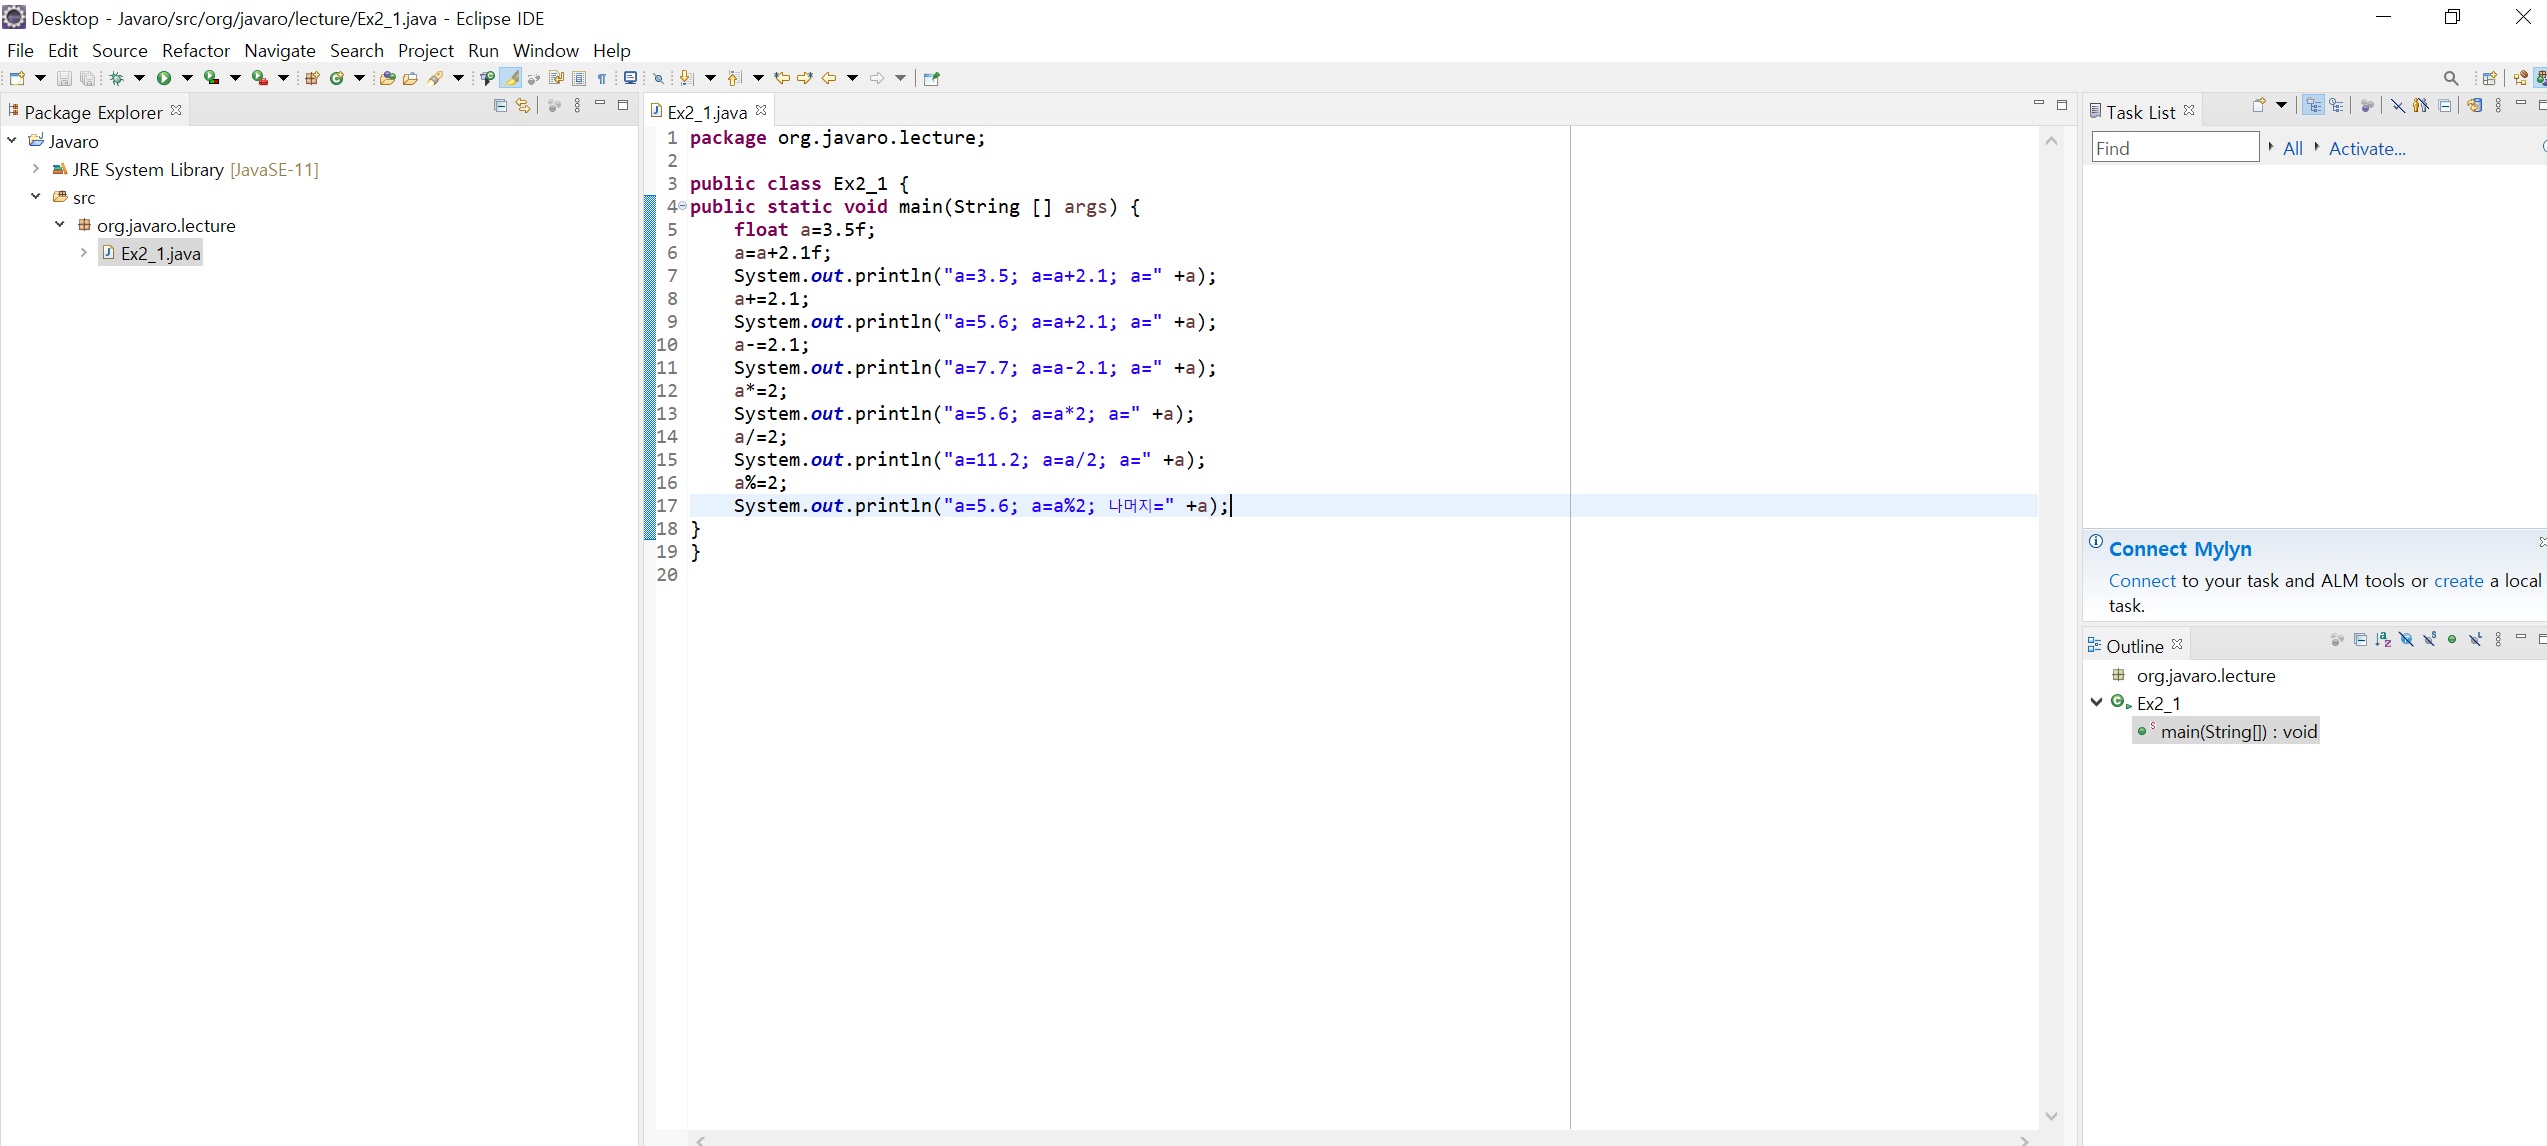 Desktop - Javaro/src/org/javaro/lecture/Ex2_1.java - Eclipse IDE
File Edit Source Refactor Navigate Search Project Run Window Help
Package Explorer
Javaro
JRE System Library [JavaSE-11]
src
org.javaro.lecture
Ex2_1.java
Ex2_1.java
1 package org.javaro.lecture;
2
3 public class Ex2_1 {
4 public static void main(String [] args) {
5     float a=3.5f;
6     a=a+2.1f;
7     System.out.println("a=3.5; a=a+2.1; a=" +a);
8     a+=2.1;
9     System.out.println("a=5.6; a=a+2.1; a=" +a);
10     a-=2.1;
11     System.out.println("a=7.7; a=a-2.1; a=" +a);
12     a*=2;
13     System.out.println("a=5.6; a=a*2; a=" +a);
14     a/=2;
15     System.out.println("a=11.2; a=a/2; a=" +a);
16     a%=2;
17     System.out.println("a=5.6; a=a%2; 나머지=" +a);
18 }
19 }
20
Task List
Find All Activate...
Connect Mylyn
Connect to your task and ALM tools or create a local
task.
Outline
org.javaro.lecture
Ex2_1
main(String[]) : void